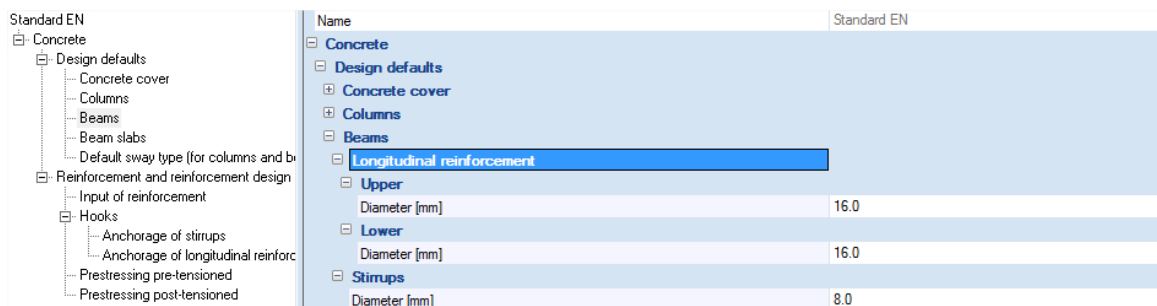 Standard EN
Concrete
Design defaults
Concrete cover
Columns
Beams
Beam slabs
Default sway type (for columns and be
Reinforcement and reinforcement design
Input of reinforcement
Hooks
Anchorage of stirrups
Anchorage of longitudinal reinforc
Prestressing pre-tensioned
Prestressing post-tensioned
Name Standard EN
Concrete
Design defaults
Concrete cover
Columns
Beams
Longitudinal reinforcement
Upper
Diameter [mm] 16.0
Lower
Diameter [mm] 16.0
Stirrups
Diameter [mm] 8.0